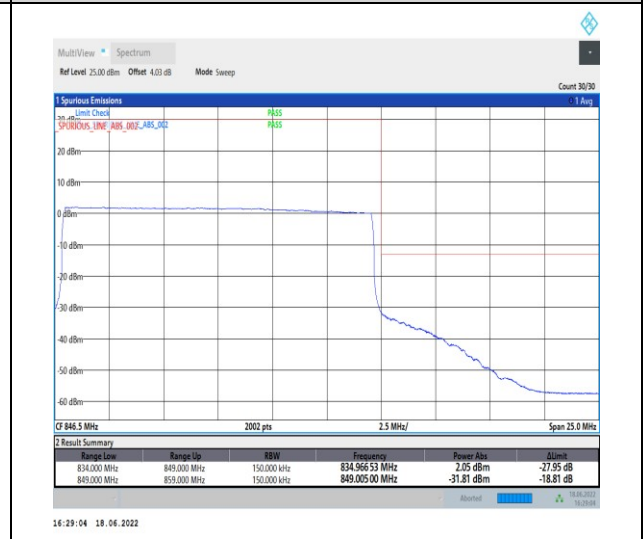 MultiView Spectrum
Ref Level 25.00 dBm Offset 4.03 dB Mode Sweep
Count 30/30
1 Spurious Emissions 1 Avg
Limit Check PASS
SPURIOUS_LINE_ABS_002 PASS
20 dBm
10 dBm
0 dBm
-10 dBm
-20 dBm
-30 dBm
-40 dBm
-50 dBm
-60 dBm
CF 846.5 MHz 2002 pts 2.5 MHz/ Span 25.0 MHz
2 Result Summary
Range Low Range Up RBW Frequency Power Abs ΔLimit
834.000 MHz 849.000 MHz 150.000 kHz 834.96653 MHz 2.05 dBm -27.95 dB
849.000 MHz 859.000 MHz 150.000 kHz 849.00500 MHz -31.81 dBm -18.81 dB
Aborted 18.06.2022
16:29:04
16:29:04 18.06.2022